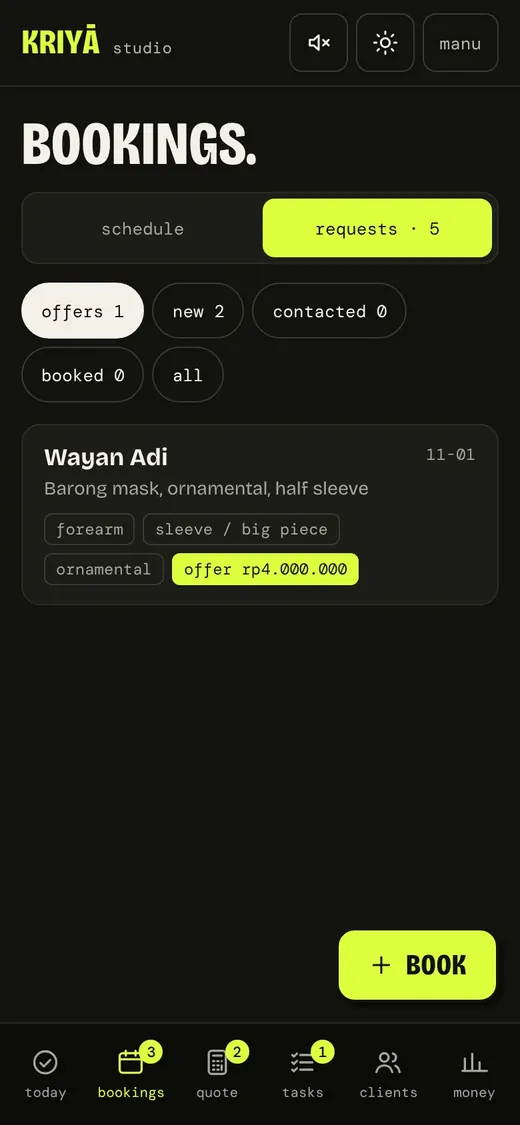 KRIYĀ studio manu
BOOKINGS.
schedule requests · 5
offers 1 new 2 contacted 0
booked 0 all
Wayan Adi 11-01
Barong mask, ornamental, half sleeve
forearm sleeve / big piece
ornamental offer rp4.000.000
+ BOOK
3 2 1
today bookings quote tasks clients money